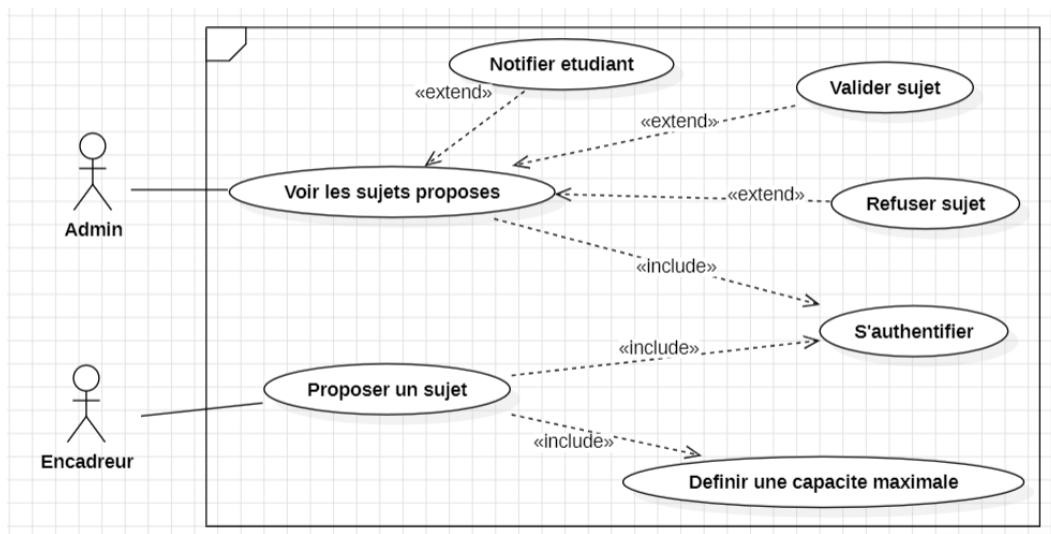 Notifier etudiant
«extend»
Valider sujet
«extend»
Voir les sujets proposes
«extend»
Refuser sujet
Admin
«include»
S'authentifier
«include»
Proposer un sujet
«include»
Encadreur
Definir une capacite maximale